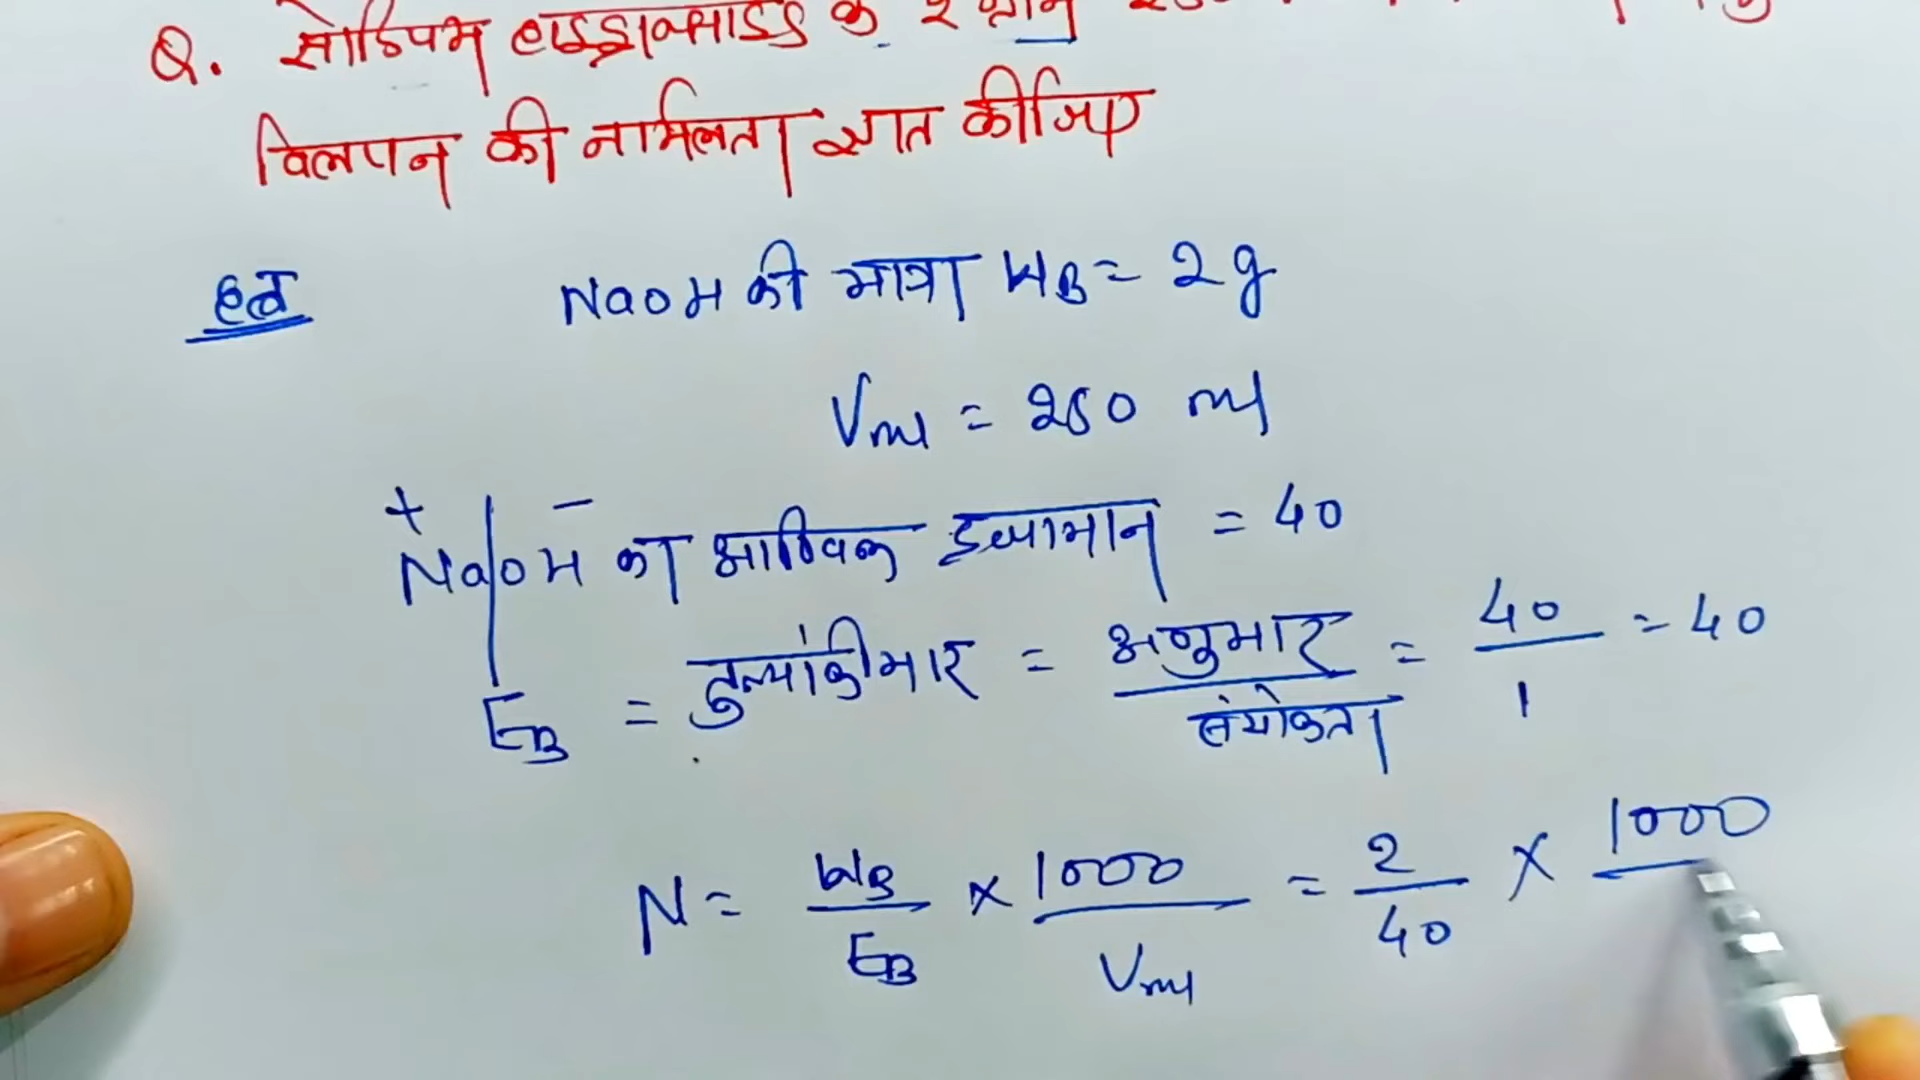 Q. सोडियम हाइड्राक्साइड के २ ग्राम
विलयन की नार्मलता ज्ञात कीजिए
हल
NaOH की मात्रा WB = 2g
Vml = 250 ml
+ -
NaOH का आण्विक द्रव्यमान = 40
EB = तुल्यांकीभार = अणुभार / संयोजकता = 40 / 1 = 40
N = WB / EB × 1000 / Vml = 2 / 40 × 1000